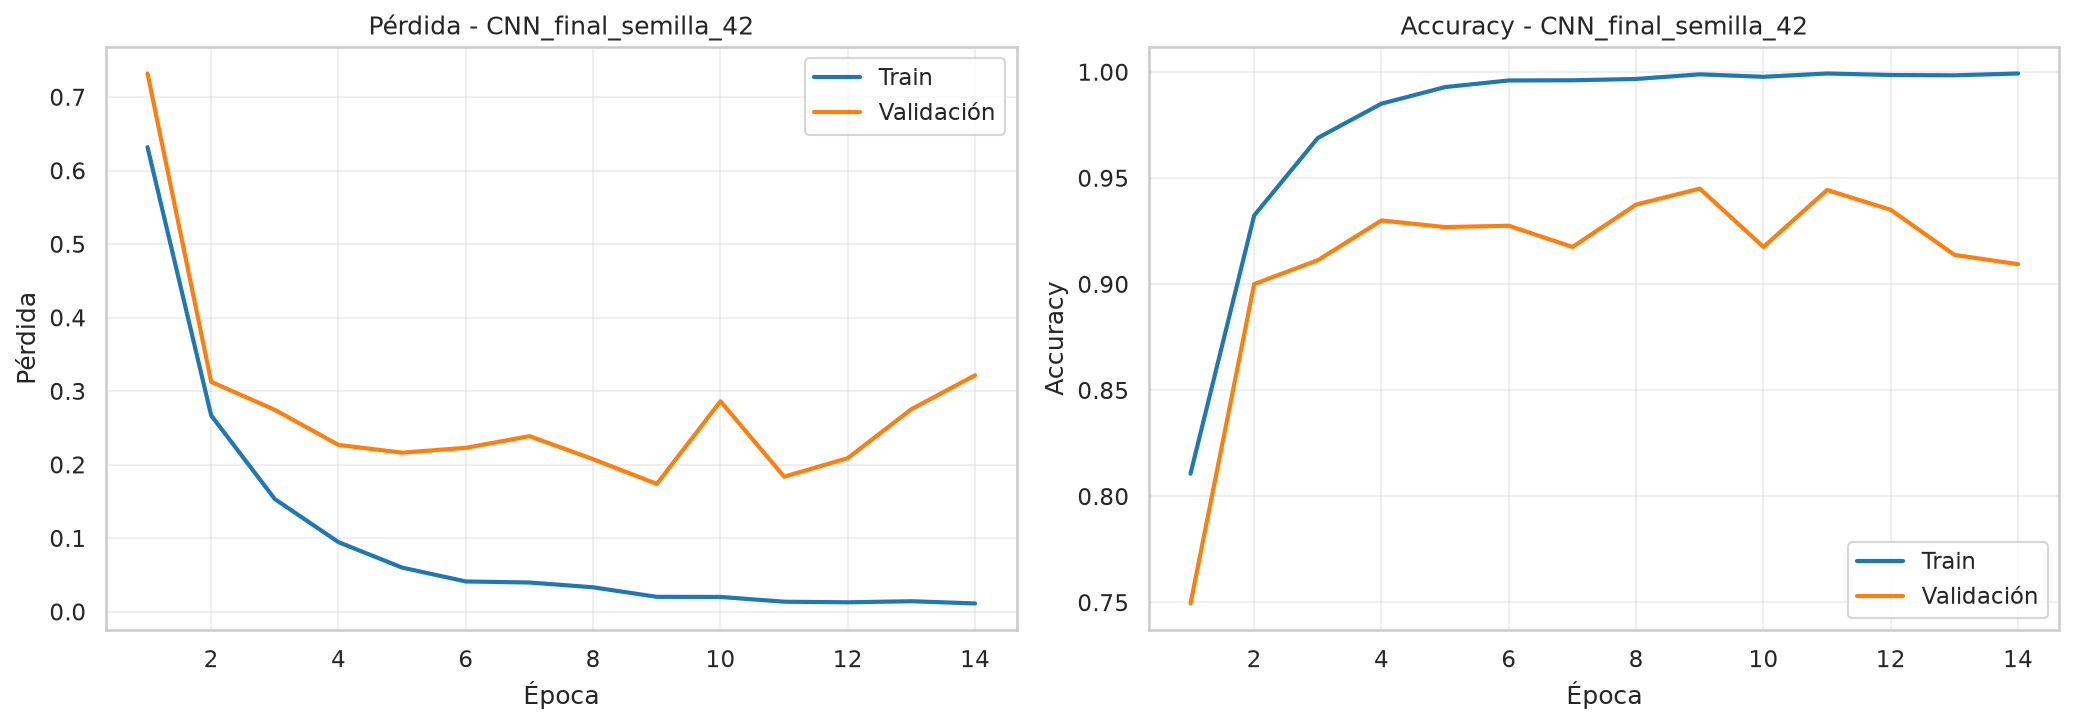 Pérdida - CNN_final_semilla_42
Train
Validación
0.7
0.6
0.5
0.4
0.3
0.2
0.1
0.0
Pérdida
2 4 6 8 10 12 14
Época
Accuracy - CNN_final_semilla_42
1.00
0.95
0.90
0.85
0.80
0.75
Accuracy
Train
Validación
2 4 6 8 10 12 14
Época